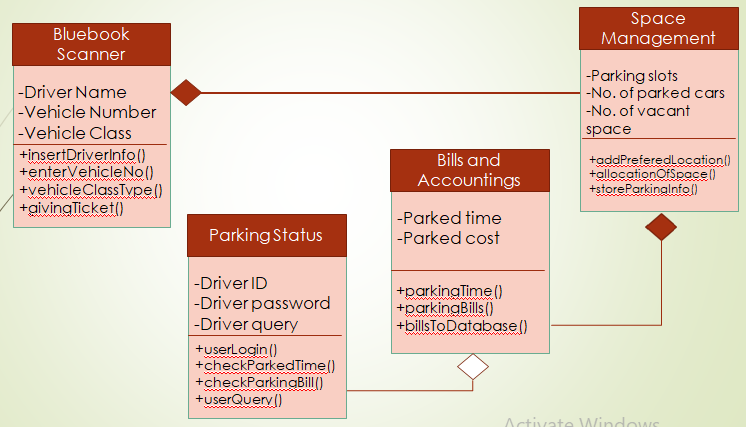 Bluebook
Scanner
-Driver Name
-Vehicle Number
-Vehicle Class
+insertDriverInfo()
+enterVehicleNo()
+vehicleClassType()
+givingTicket()
Parking Status
-Driver ID
-Driver password
-Driver query
+userLogin()
+checkParkedTime()
+checkParkingBill()
+userQuery()
Bills and
Accountings
-Parked time
-Parked cost
+parkingTime()
+parkingBills()
+billsToDatabase()
Space
Management
-Parking slots
-No. of parked cars
-No. of vacant
space
+addPreferedLocation()
+allocationOfSpace()
+storeParkingInfo()
Activate Windows